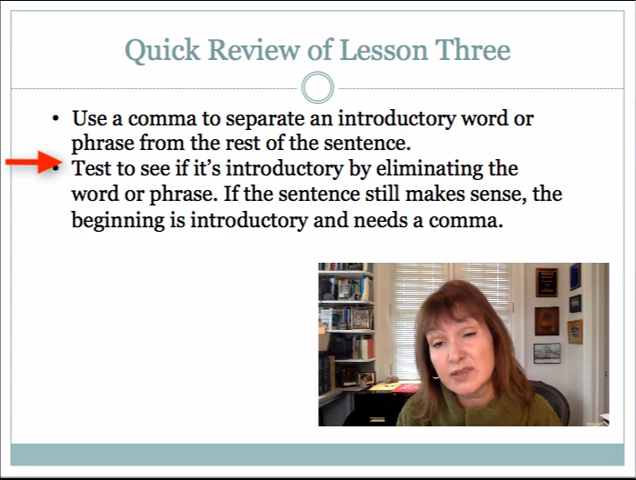 Quick Review of Lesson Three
• Use a comma to separate an introductory word or
phrase from the rest of the sentence.
• Test to see if it's introductory by eliminating the
word or phrase. If the sentence still makes sense, the
beginning is introductory and needs a comma.